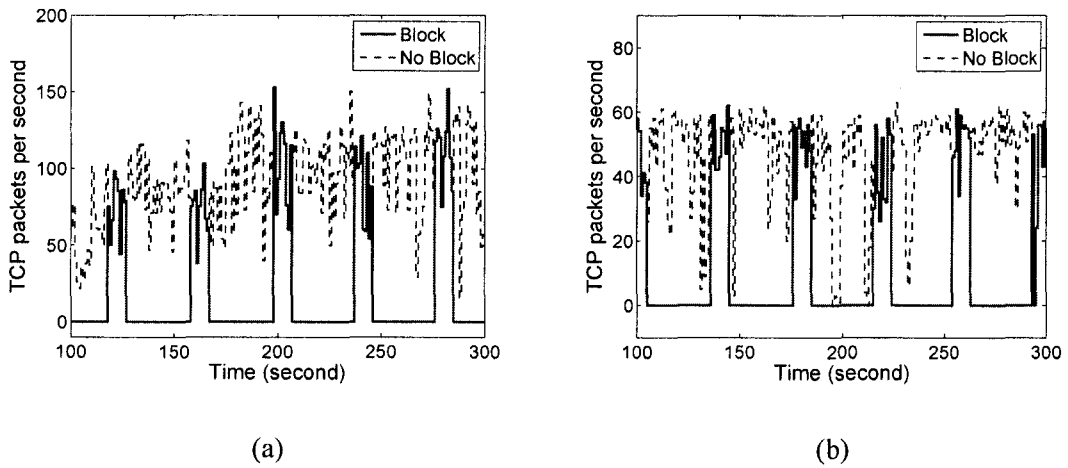 200
150
100
50
0
TCP packets per second
Block
No Block
100 150 200 250 300
Time (second)
(a)
80
60
40
20
0
TCP packets per second
Block
No Block
100 150 200 250 300
Time (second)
(b)